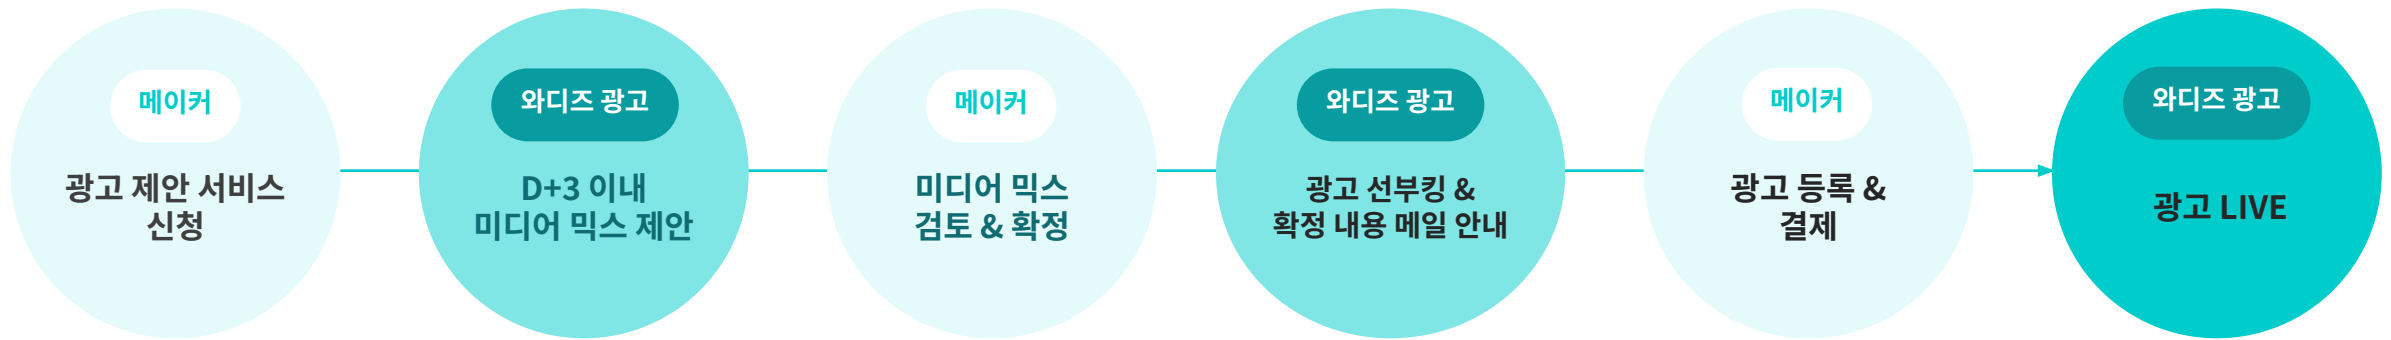 메이커
광고 제안 서비스
신청
와디즈 광고
D+3 이내
미디어 믹스 제안
메이커
미디어 믹스
검토 & 확정
와디즈 광고
광고 선부킹 &
확정 내용 메일 안내
메이커
광고 등록 &
결제
와디즈 광고
광고 LIVE